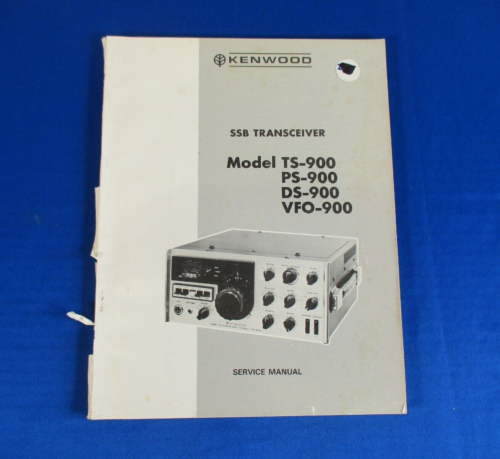 KENWOOD
SSB TRANSCEIVER
Model TS-900
PS-900
DS-900
VFO-900
SERVICE MANUAL